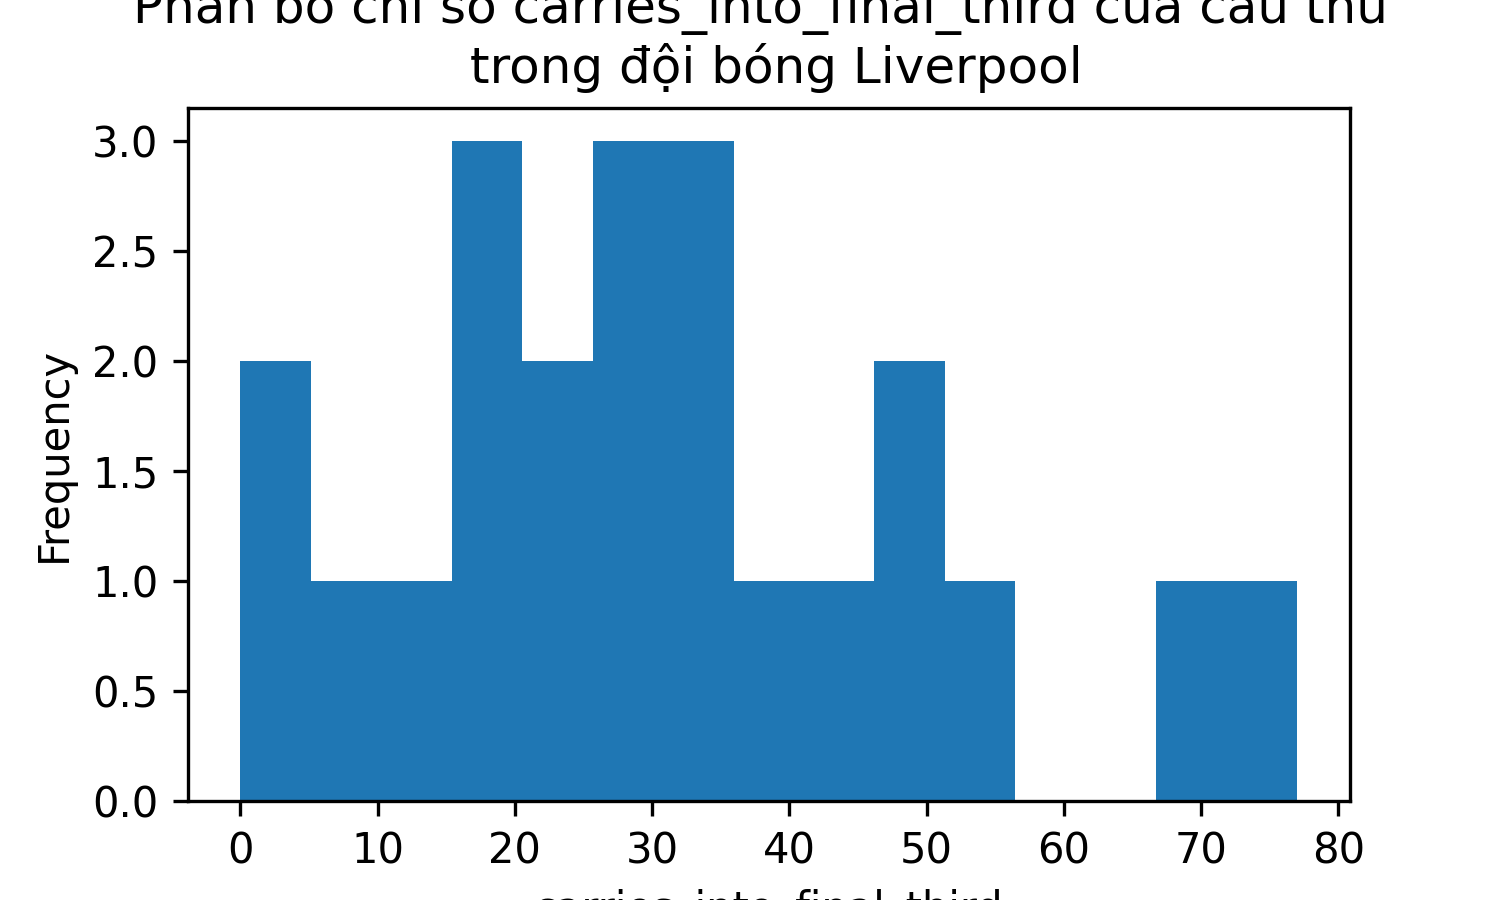 Phân bố chỉ số carries_into_final_third của cầu thủ
trong đội bóng Liverpool
3.0
2.5
2.0
1.5
1.0
0.5
0.0
Frequency
0 10 20 30 40 50 60 70 80
carries_into_final_third